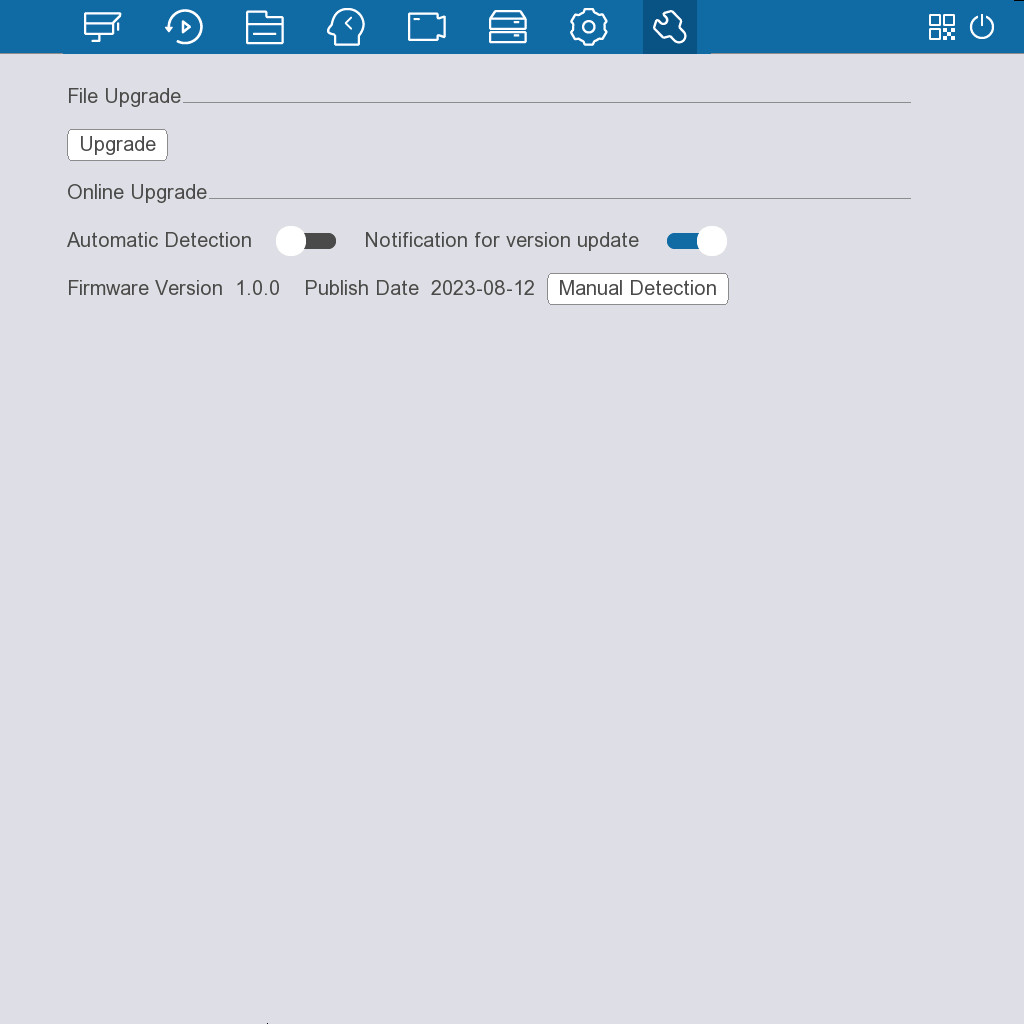 File Upgrade
Upgrade
Online Upgrade
Automatic Detection Notification for version update
Firmware Version 1.0.0 Publish Date 2023-08-12 Manual Detection